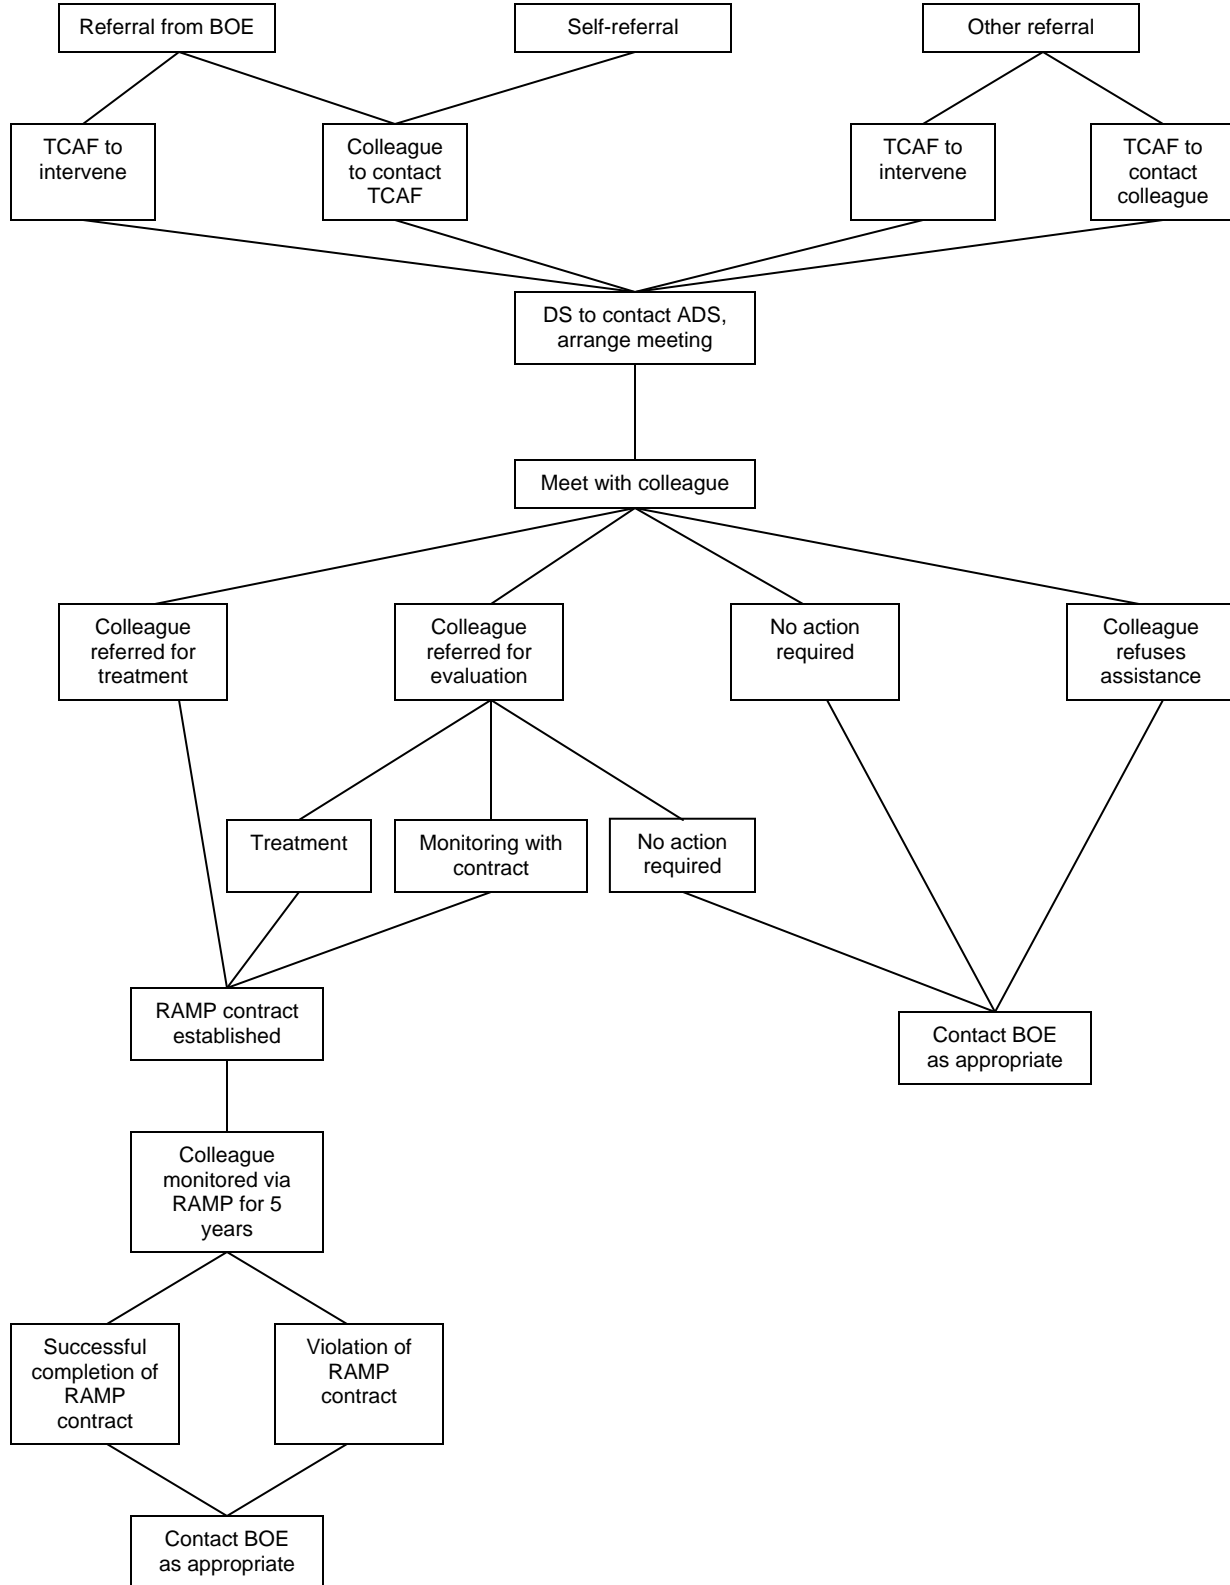 Referral from BOE
Self-referral
Other referral
TCAF to
intervene
Colleague
to contact
TCAF
TCAF to
intervene
TCAF to
contact
colleague
DS to contact ADS,
arrange meeting
Meet with colleague
Colleague
referred for
treatment
Colleague
referred for
evaluation
No action
required
Colleague
refuses
assistance
Treatment
Monitoring with
contract
No action
required
RAMP contract
established
Contact BOE
as appropriate
Colleague
monitored via
RAMP for 5
years
Successful
completion of
RAMP
contract
Violation of
RAMP
contract
Contact BOE
as appropriate